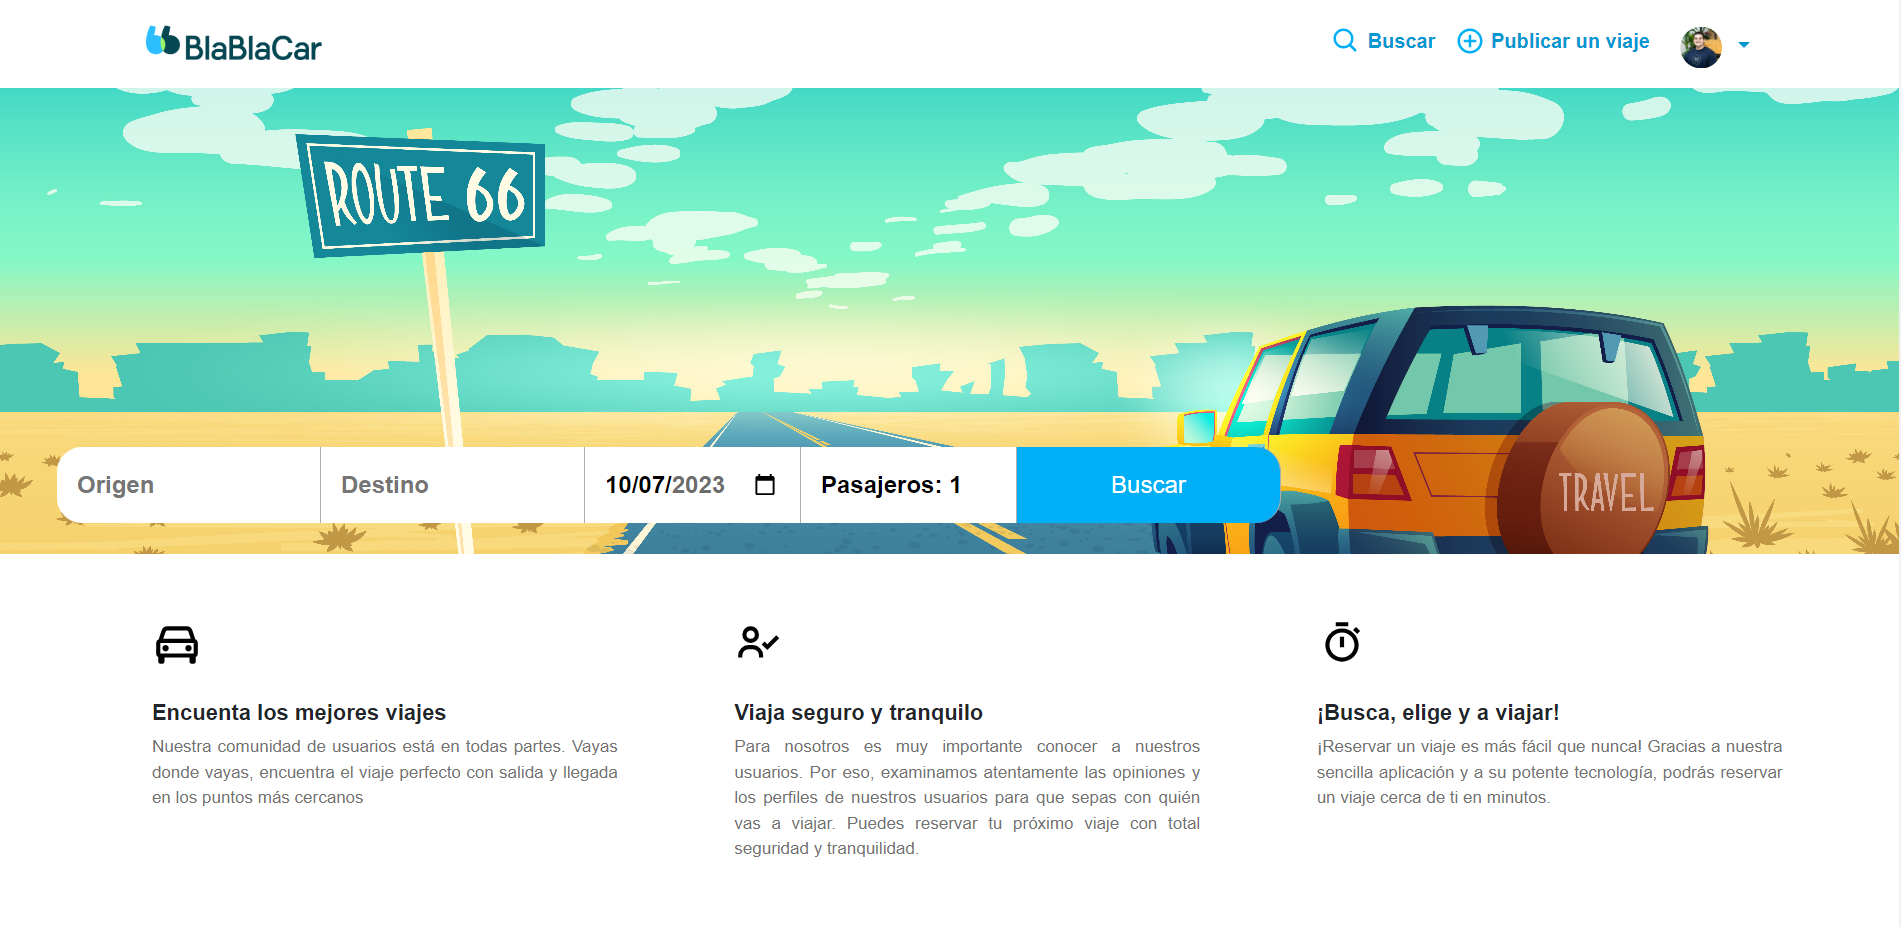 BlaBlaCar
Buscar
Publicar un viaje
ROUTE 66
Origen
Destino
10/07/2023
Pasajeros: 1
Buscar
TRAVEL
Encuenta los mejores viajes
Nuestra comunidad de usuarios está en todas partes. Vayas
donde vayas, encuentra el viaje perfecto con salida y llegada
en los puntos más cercanos
Viaja seguro y tranquilo
Para nosotros es muy importante conocer a nuestros
usuarios. Por eso, examinamos atentamente las opiniones y
los perfiles de nuestros usuarios para que sepas con quién
vas a viajar. Puedes reservar tu próximo viaje con total
seguridad y tranquilidad.
¡Busca, elige y a viajar!
¡Reservar un viaje es más fácil que nunca! Gracias a nuestra
sencilla aplicación y a su potente tecnología, podrás reservar
un viaje cerca de ti en minutos.